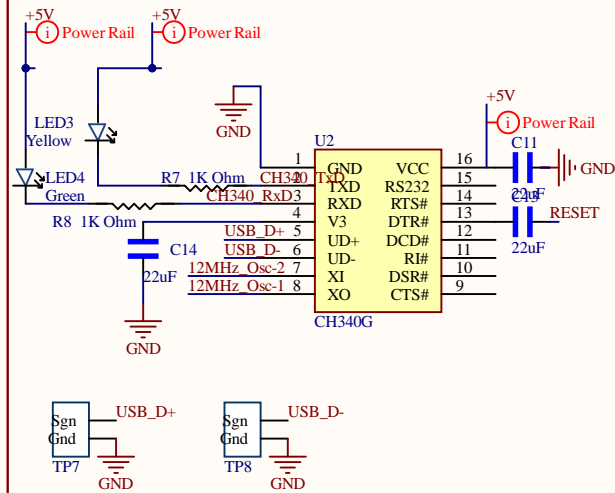 +5V +5V
i Power Rail i Power Rail
+5V
i Power Rail
LED3
Yellow
GND
U2
C11
22uF
GND
LED4
Green
R7 1K Ohm
CH340_TxD
R8 1K Ohm
CH340_RxD
1 GND VCC 16
2 TXD RS232 15
3 RXD RTS# 14
4 V3 DTR# 13
5 UD+ DCD# 12
6 UD- RI# 11
7 XI DSR# 10
8 XO CTS# 9
RESET
22uF
C14
22uF
USB_D+
USB_D-
12MHz_Osc-2
12MHz_Osc-1
GND
CH340G
Sgn USB_D+
Gnd
TP7
GND
Sgn USB_D-
Gnd
TP8
GND